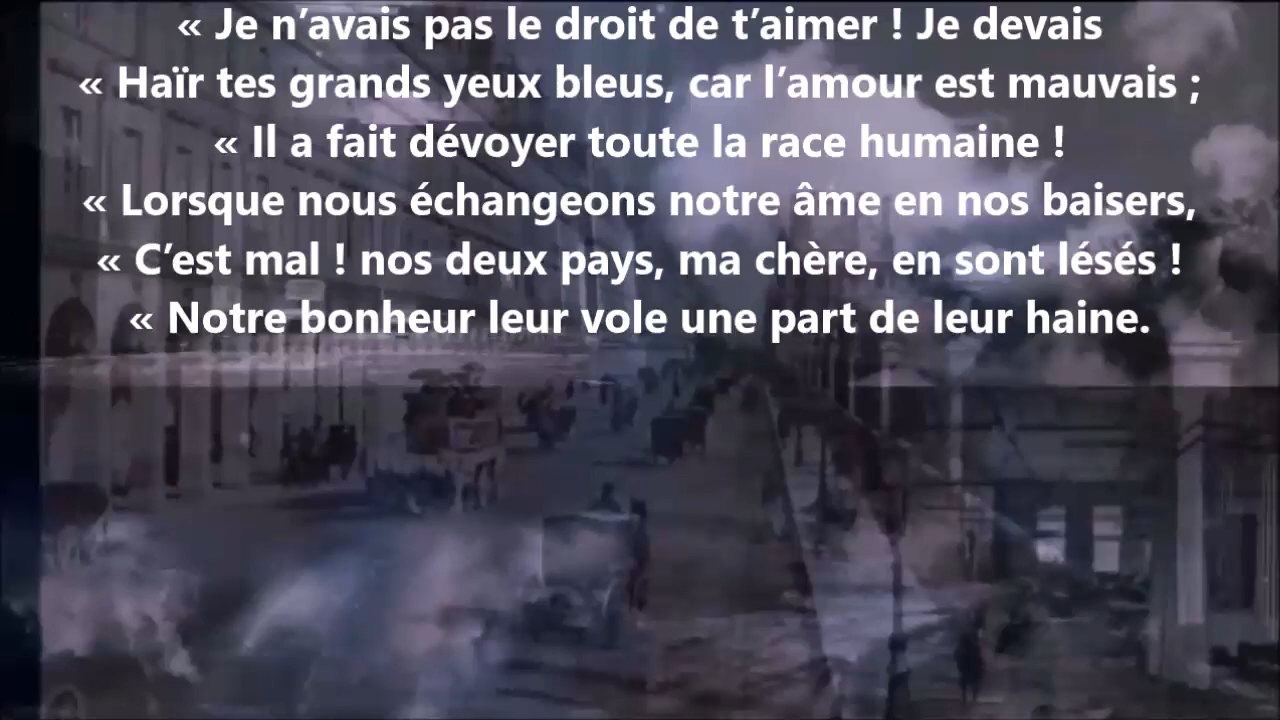 « Je n’avais pas le droit de t’aimer ! Je devais
« Haïr tes grands yeux bleus, car l’amour est mauvais ;
« Il a fait dévoyer toute la race humaine !
« Lorsque nous échangeons notre âme en nos baisers,
« C’est mal ! nos deux pays, ma chère, en sont lésés !
« Notre bonheur leur vole une part de leur haine.